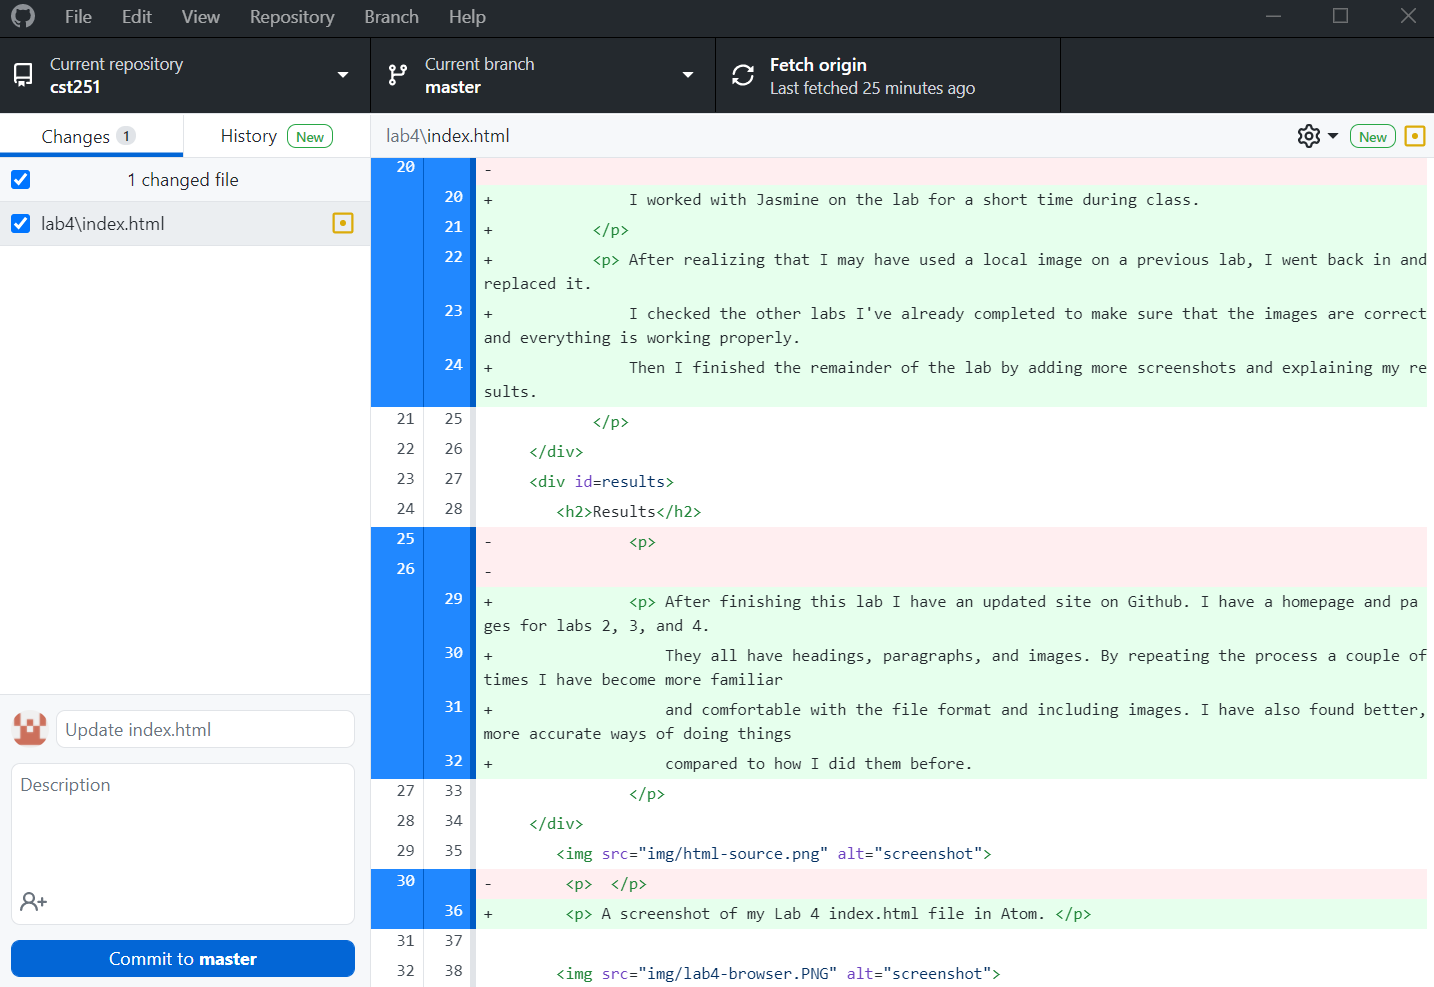 File Edit View Repository Branch Help
Current repository
cst251
Current branch
master
Fetch origin
Last fetched 25 minutes ago
Changes 1
History New
lab4\index.html
New
1 changed file
lab4\index.html
Update index.html
Description
Commit to master
20 -
20 + I worked with Jasmine on the lab for a short time during class.
21 + </p>
22 + <p> After realizing that I may have used a local image on a previous lab, I went back in and
replaced it.
23 + I checked the other labs I've already completed to make sure that the images are correct
and everything is working properly.
24 + Then I finished the remainder of the lab by adding more screenshots and explaining my re
sults.
21 25 </p>
22 26 </div>
23 27 <div id=results>
24 28 <h2>Results</h2>
25 - <p>
26 -
29 + <p> After finishing this lab I have an updated site on Github. I have a homepage and pa
ges for labs 2, 3, and 4.
30 + They all have headings, paragraphs, and images. By repeating the process a couple of
times I have become more familiar
31 + and comfortable with the file format and including images. I have also found better,
more accurate ways of doing things
32 + compared to how I did them before.
27 33 </p>
28 34 </div>
29 35 <img src="img/html-source.png" alt="screenshot">
30 - <p>  </p>
36 + <p> A screenshot of my Lab 4 index.html file in Atom. </p>
31 37
32 38 <img src="img/lab4-browser.PNG" alt="screenshot">